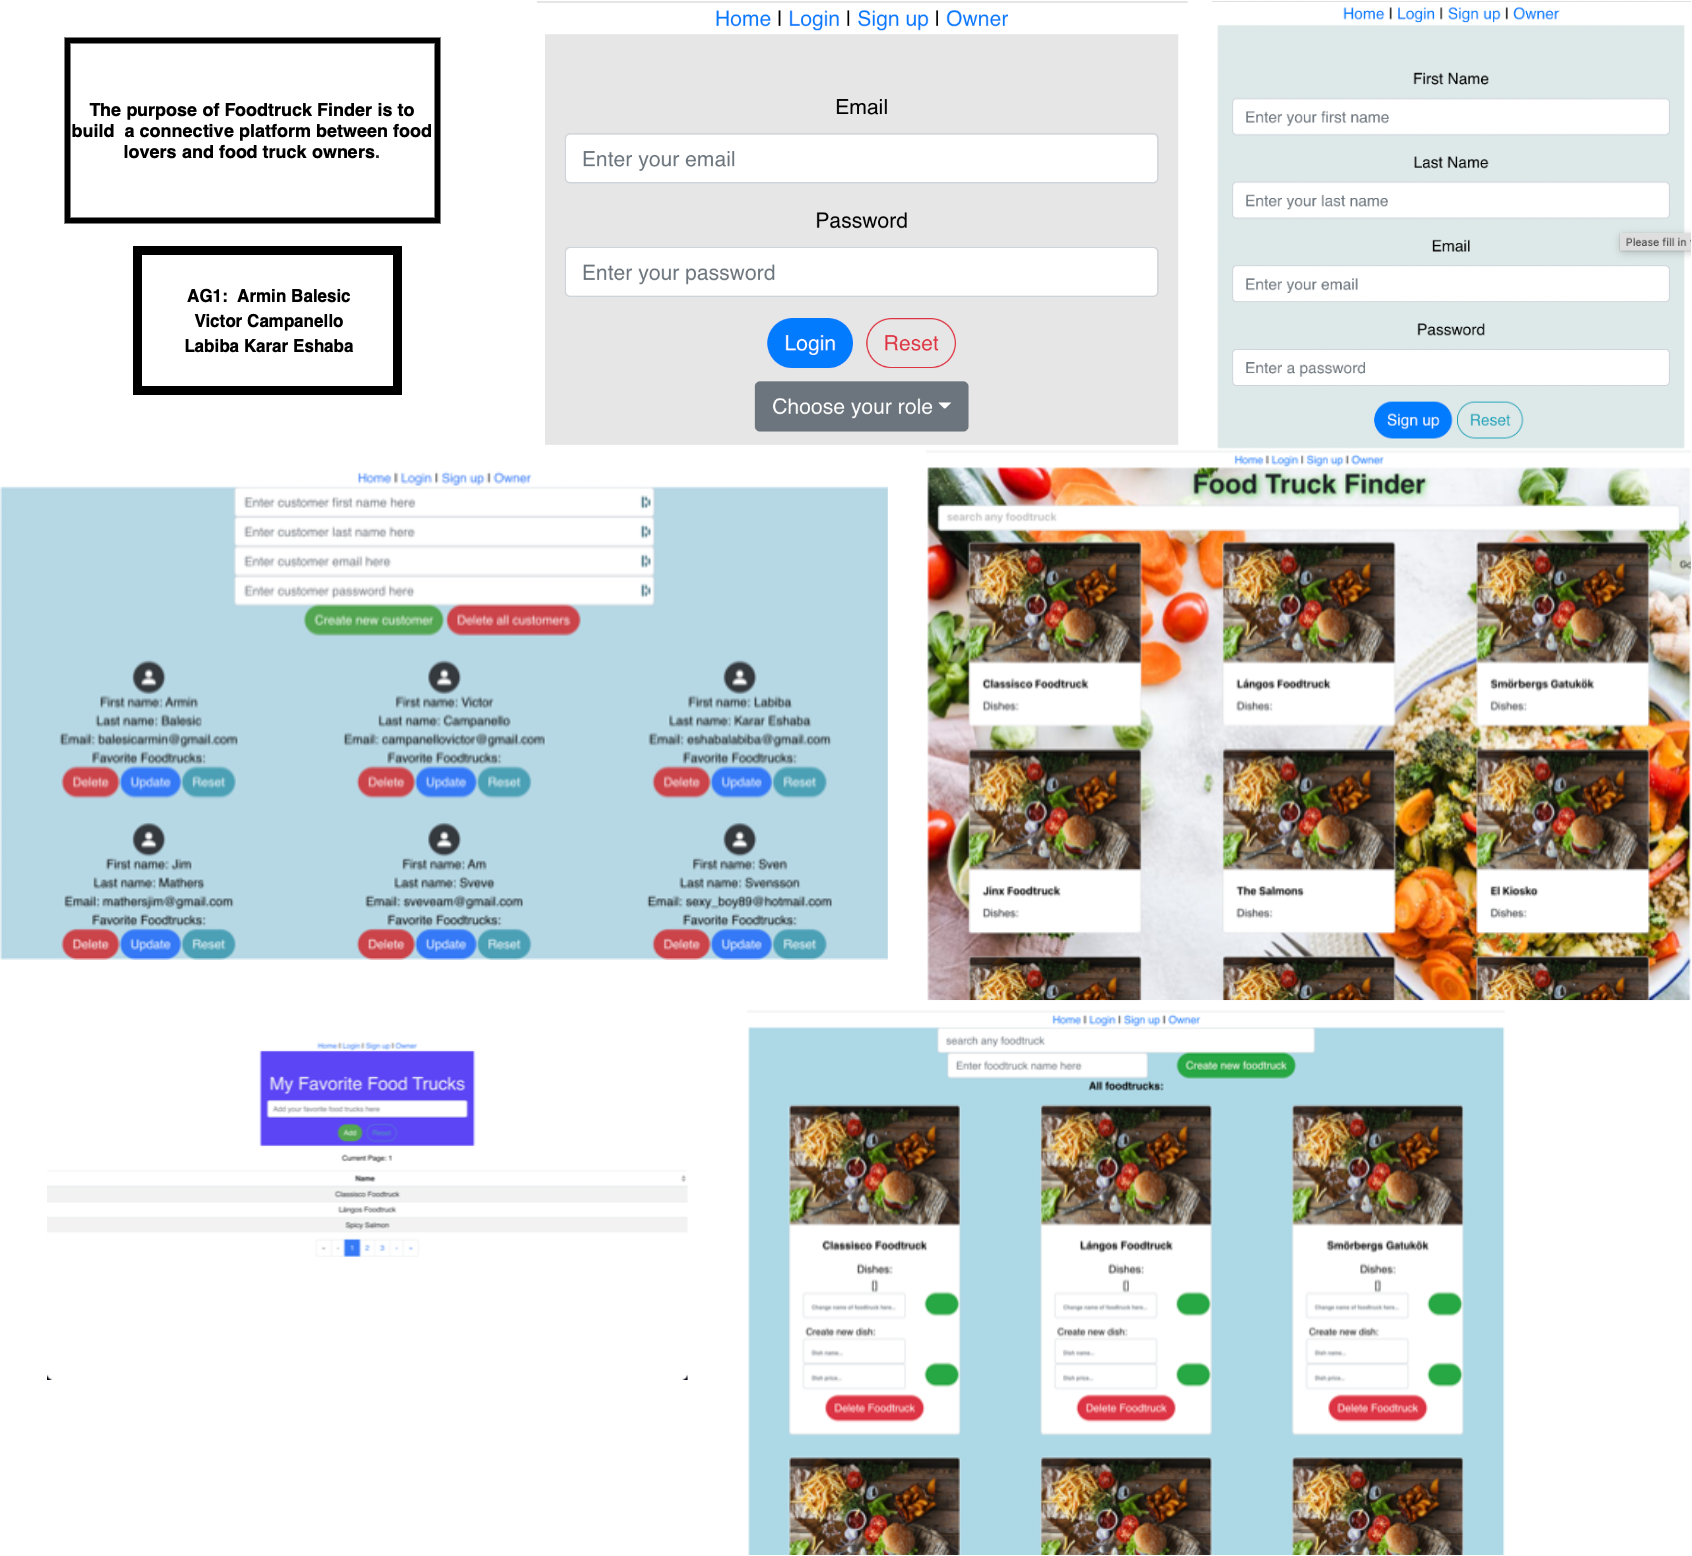 The purpose of Foodtruck Finder is to
build  a connective platform between food
lovers and food truck owners.
AG1:  Armin Balesic
Victor Campanello
Labiba Karar Eshaba
Home | Login | Sign up | Owner
Email
Enter your email
Password
Enter your password
Login Reset
Choose your role
Home | Login | Sign up | Owner
First Name
Enter your first name
Last Name
Enter your last name
Email
Please fill in
Enter your email
Password
Enter a password
Sign up Reset
Home | Login | Sign up | Owner
Enter customer first name here
Enter customer last name here
Enter customer email here
Enter customer password here
Create new customer Delete all customers
First name: Armin
Last name: Balesic
Email: balesicarmin@gmail.com
Favorite Foodtrucks:
Delete Update Reset
First name: Victor
Last name: Campanello
Email: campanellovictor@gmail.com
Favorite Foodtrucks:
Delete Update Reset
First name: Labiba
Last name: Karar Eshaba
Email: eshabalabiba@gmail.com
Favorite Foodtrucks:
Delete Update Reset
First name: Jim
Last name: Mathers
Email: mathersjim@gmail.com
Favorite Foodtrucks:
Delete Update Reset
First name: Am
Last name: Sveve
Email: sveveam@gmail.com
Favorite Foodtrucks:
Delete Update Reset
First name: Sven
Last name: Svensson
Email: sexy_boy89@hotmail.com
Favorite Foodtrucks:
Delete Update Reset
Home | Login | Sign up | Owner
Food Truck Finder
search any foodtruck
Go
Classisco Foodtruck
Dishes:
Lángos Foodtruck
Dishes:
Smörbergs Gatukök
Dishes:
Jinx Foodtruck
Dishes:
The Salmons
Dishes:
El Kiosko
Dishes:
Home | Login | Sign up | Owner
My Favorite Food Trucks
Add your favorite food trucks here
Add Reset
Current Page: 1
Name
Classisco Foodtruck
Lángos Foodtruck
Spicy Salmon
« ‹ 1 2 3 › »
Home | Login | Sign up | Owner
search any foodtruck
Enter foodtruck name here Create new foodtruck
All foodtrucks:
Classisco Foodtruck
Dishes:
[]
Change name of foodtruck here...
Create new dish:
Dish name...
Dish price...
Delete Foodtruck
Lángos Foodtruck
Dishes:
[]
Change name of foodtruck here...
Create new dish:
Dish name...
Dish price...
Delete Foodtruck
Smörbergs Gatukök
Dishes:
[]
Change name of foodtruck here...
Create new dish:
Dish name...
Dish price...
Delete Foodtruck